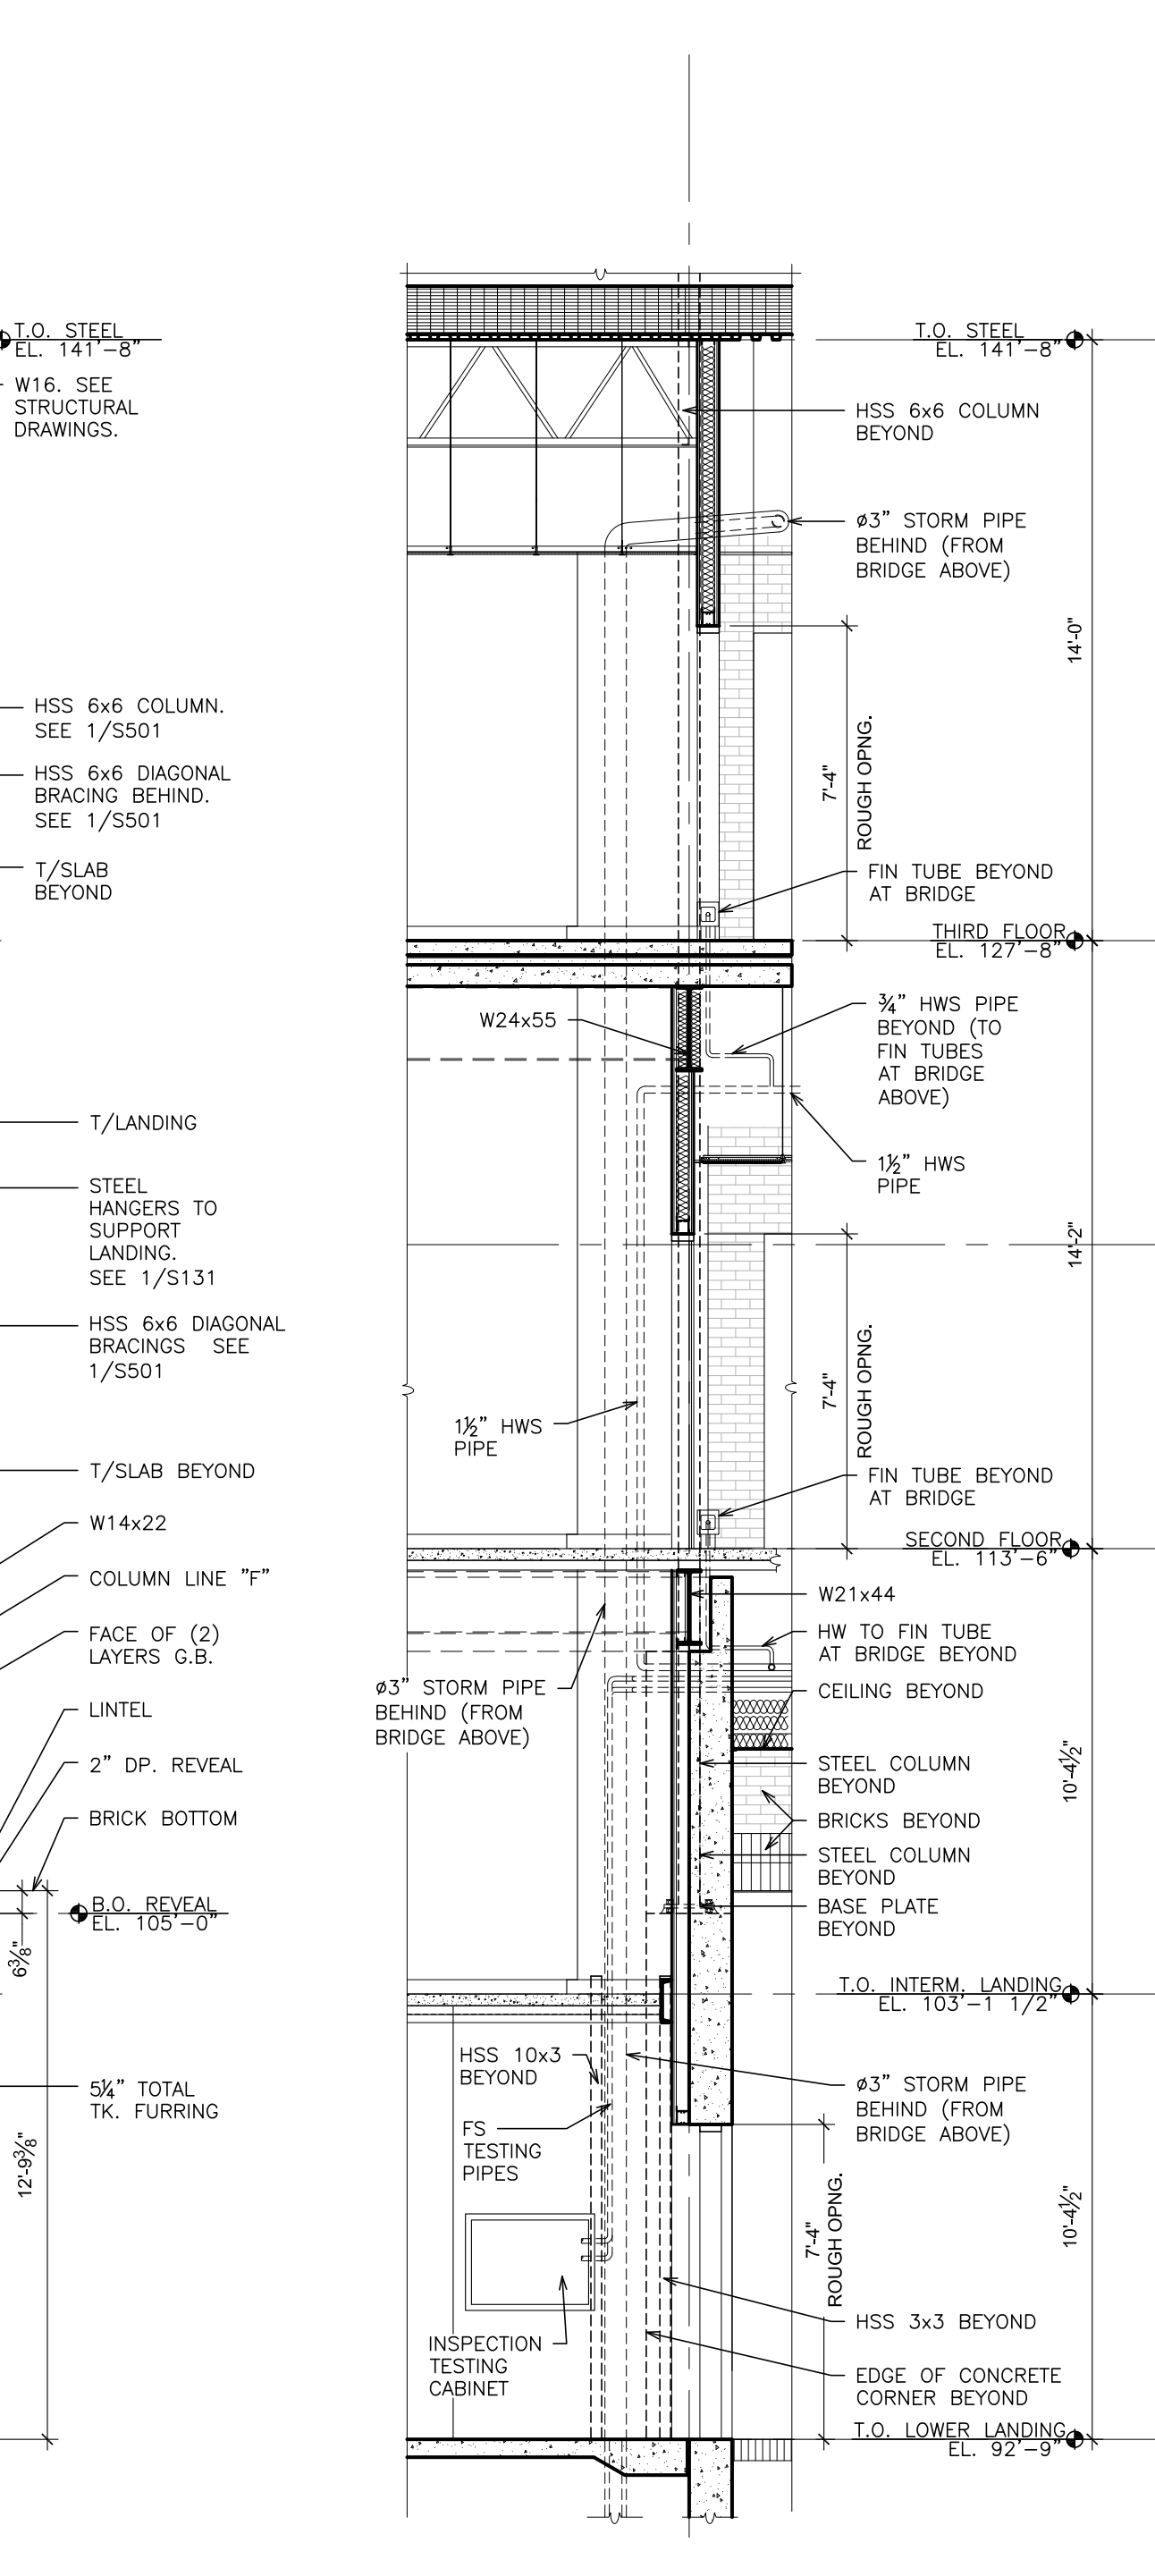 T.O. STEEL
EL. 141'-8"
W16. SEE
STRUCTURAL
DRAWINGS.
HSS 6x6 COLUMN.
SEE 1/S501
HSS 6x6 DIAGONAL
BRACING BEHIND.
SEE 1/S501
T/SLAB
BEYOND
T/LANDING
STEEL
HANGERS TO
SUPPORT
LANDING.
SEE 1/S131
HSS 6x6 DIAGONAL
BRACINGS SEE
1/S501
T/SLAB BEYOND
W14x22
COLUMN LINE "F"
FACE OF (2)
LAYERS G.B.
LINTEL
2" DP. REVEAL
BRICK BOTTOM
B.O. REVEAL
EL. 105'-0"
6⅜"
5¼" TOTAL
TK. FURRING
12'-9⅜"
W24x55
1½" HWS
PIPE
ø3" STORM PIPE
BEHIND (FROM
BRIDGE ABOVE)
HSS 10x3
BEYOND
FS
TESTING
PIPES
INSPECTION
TESTING
CABINET
T.O. STEEL
EL. 141'-8"
HSS 6x6 COLUMN
BEYOND
ø3" STORM PIPE
BEHIND (FROM
BRIDGE ABOVE)
14'-0"
7'-4"
ROUGH OPNG.
FIN TUBE BEYOND
AT BRIDGE
THIRD FLOOR
EL. 127'-8"
¾" HWS PIPE
BEYOND (TO
FIN TUBES
AT BRIDGE
ABOVE)
1½" HWS
PIPE
14'-2"
7'-4"
ROUGH OPNG.
FIN TUBE BEYOND
AT BRIDGE
SECOND FLOOR
EL. 113'-6"
W21x44
HW TO FIN TUBE
AT BRIDGE BEYOND
CEILING BEYOND
STEEL COLUMN
BEYOND
10'-4½"
BRICKS BEYOND
STEEL COLUMN
BEYOND
BASE PLATE
BEYOND
T.O. INTERM. LANDING
EL. 103'-1 1/2"
ø3" STORM PIPE
BEHIND (FROM
BRIDGE ABOVE)
10'-4½"
7'-4"
ROUGH OPNG.
HSS 3x3 BEYOND
EDGE OF CONCRETE
CORNER BEYOND
T.O. LOWER LANDING
EL. 92'-9"